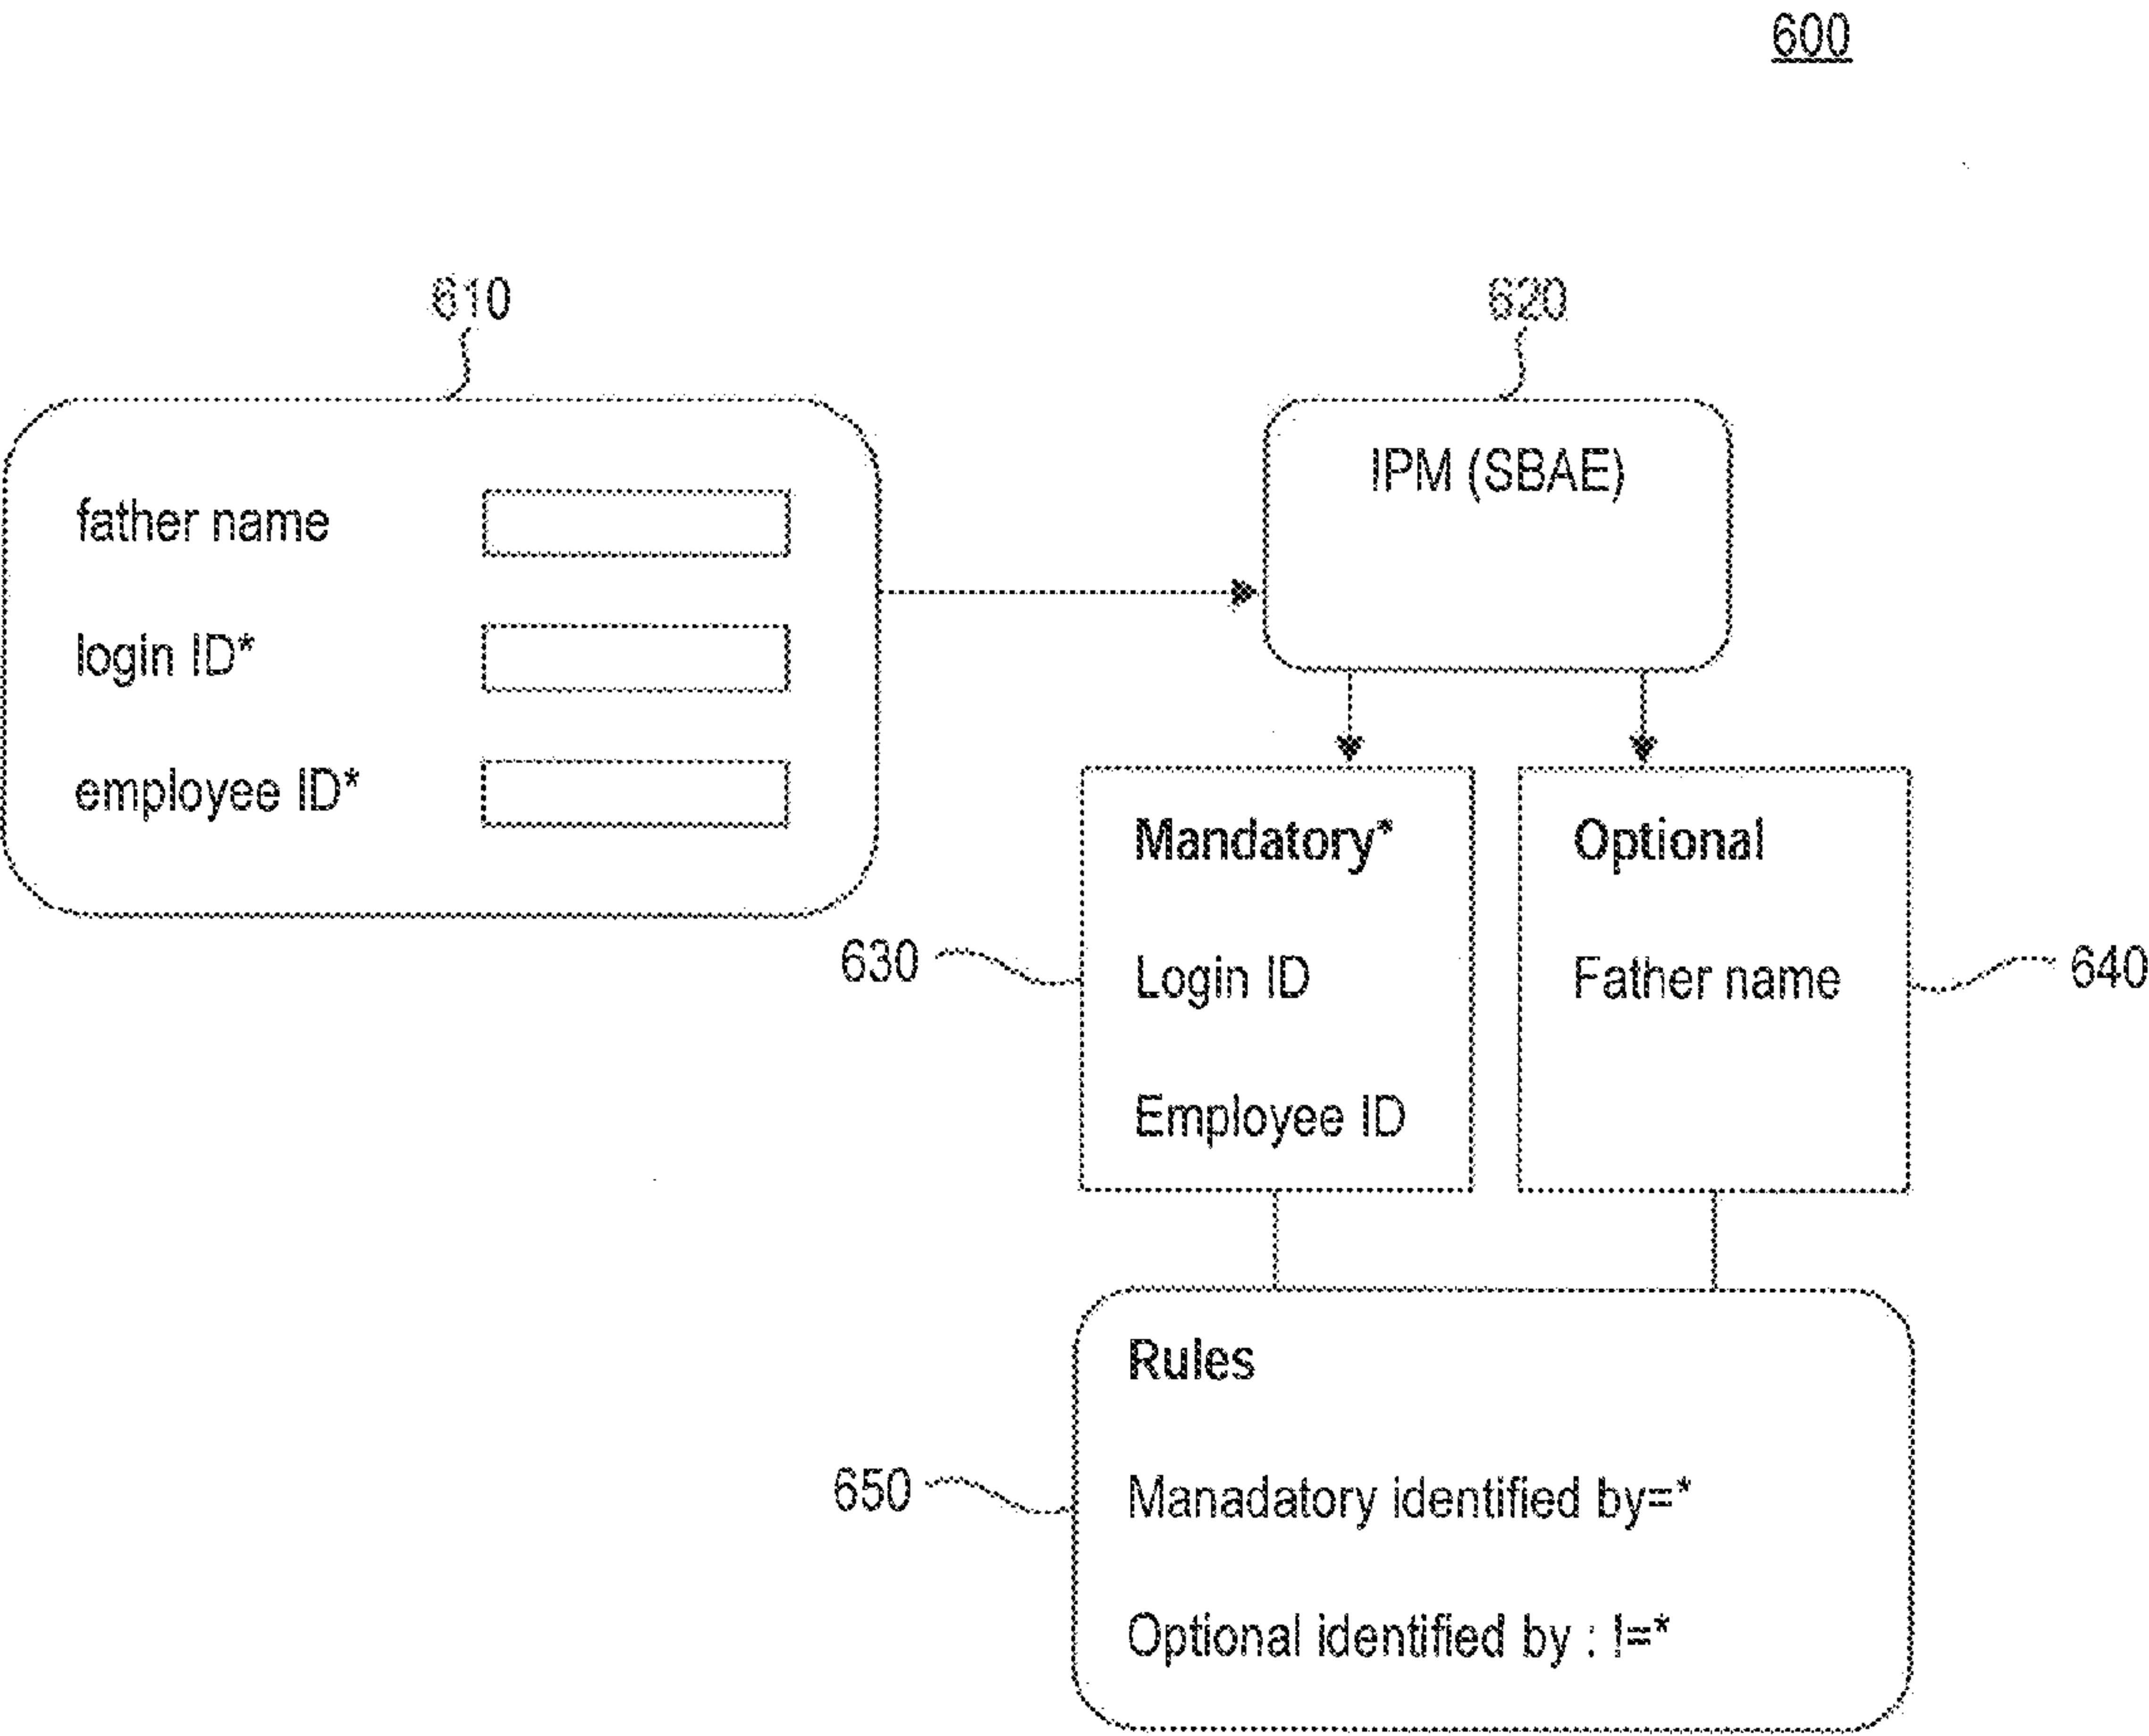 600
610
620
father name
login ID*
employee ID*
IPM (SBAE)
Mandatory*
Login ID
Employee ID
630
Optional
Father name
640
Rules
Manadatory identified by=*
Optional identified by : !=*
650